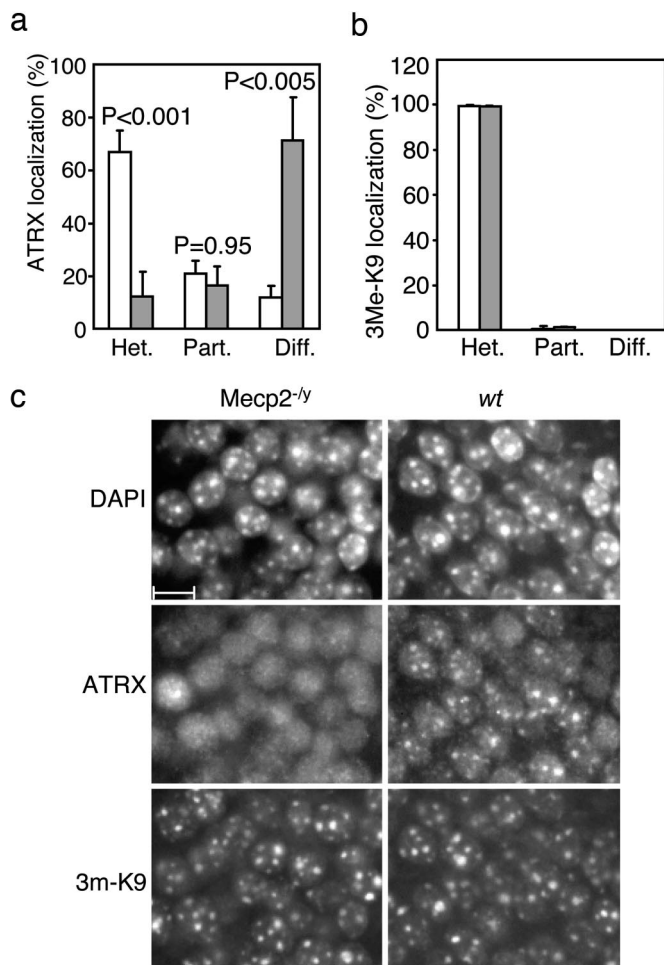 a
ATRX localization (%)
100
80
60
40
20
0
P<0.001
P=0.95
P<0.005
Het. Part. Diff.
b
3Me-K9 localization (%)
120
100
80
60
40
20
0
Het. Part. Diff.
c
Mecp2-/y wt
DAPI
ATRX
3m-K9